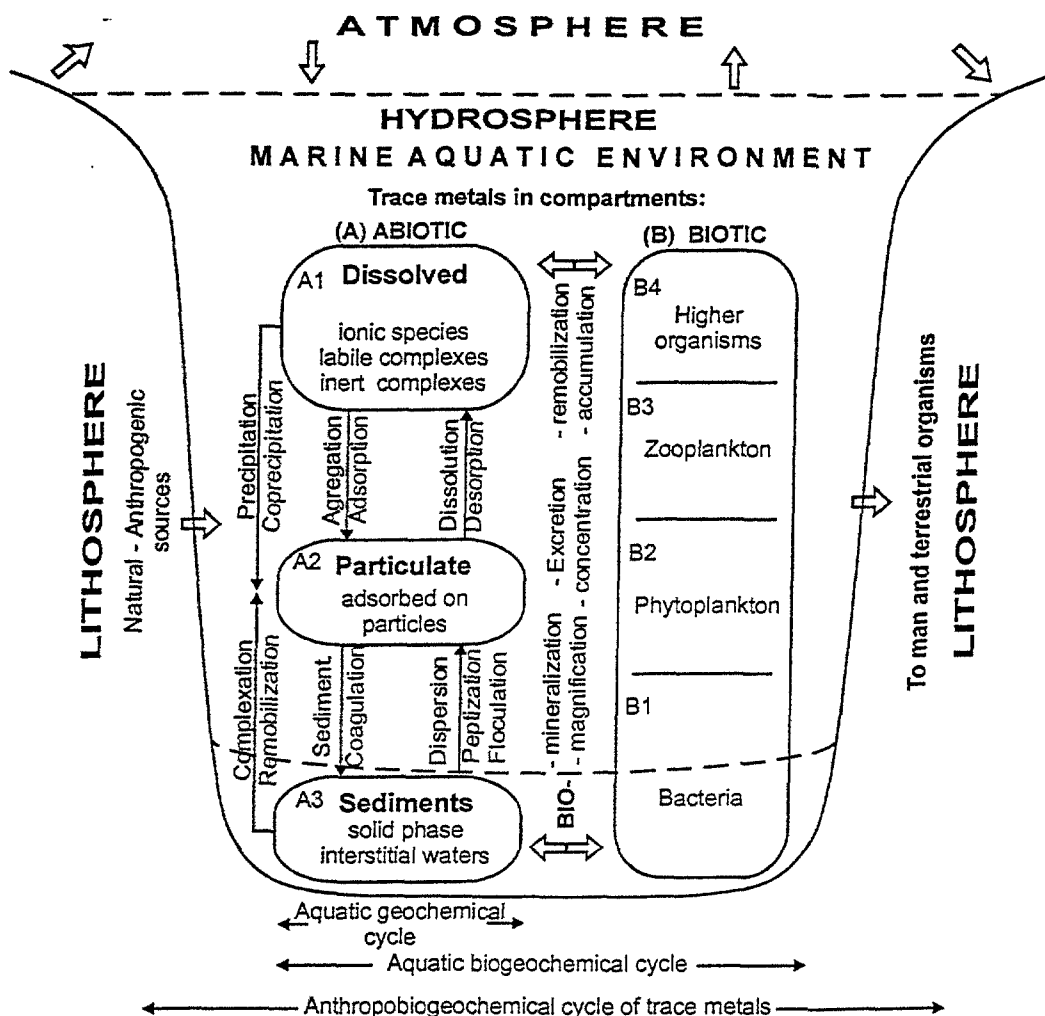 ATMOSPHERE
HYDROSPHERE
MARINE AQUATIC ENVIRONMENT
Trace metals in compartments:
(A) ABIOTIC
(B) BIOTIC
LITHOSPHERE
Natural - Anthropogenic
sources
Precipitation
Coprecipitation
Complexation
Remobilization
A1 Dissolved
ionic species
labile complexes
inert complexes
Agregation
Adsorption
Dissolution
Desorption
A2 Particulate
adsorbed on
particles
Sediment.
Coagulation
Dispersion
Peptization
Floculation
A3 Sediments
solid phase
interstitial waters
BIO-
- mineralization - Excretion - remobilization
- magnification - concentration - accumulation
B4
Higher
organisms
B3
Zooplankton
B2
Phytoplankton
B1
Bacteria
To man and terrestrial organisms
LITHOSPHERE
Aquatic geochemical
cycle
Aquatic biogeochemical cycle
Anthropobiogeochemical cycle of trace metals